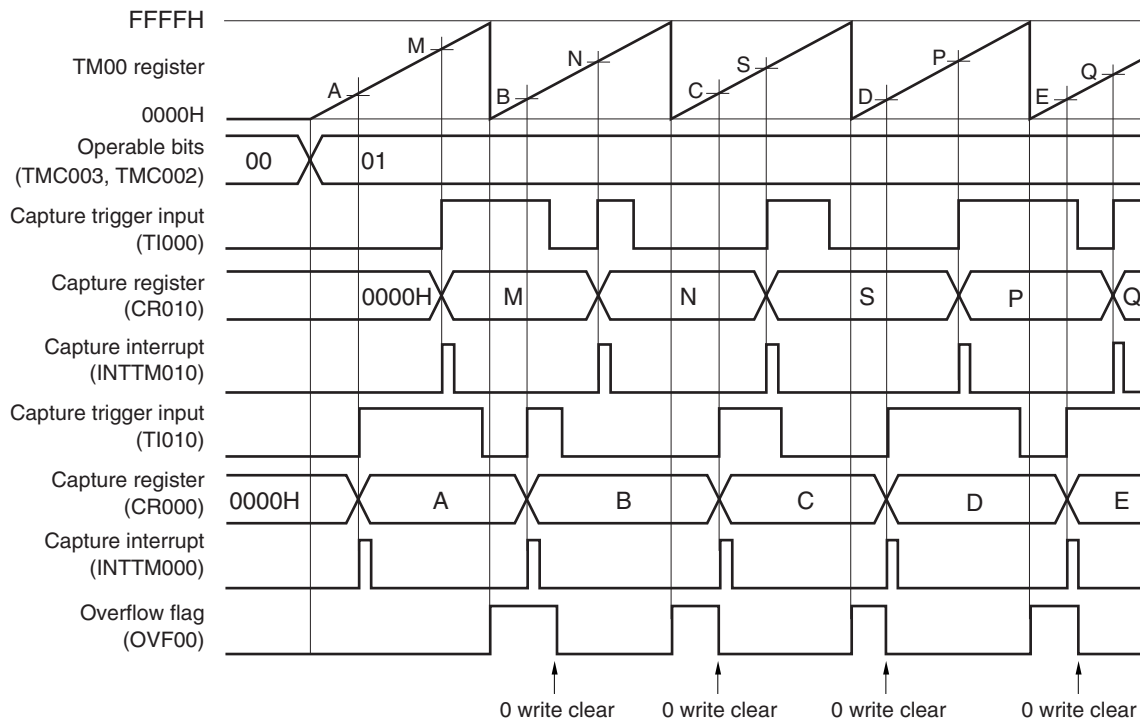 FFFFH
TM00 register
0000H
A M B N C S D P E Q
Operable bits
(TMC003, TMC002)
00 01
Capture trigger input
(TI000)
Capture register
(CR010)
0000H M N S P Q
Capture interrupt
(INTTM010)
Capture trigger input
(TI010)
Capture register
(CR000)
0000H A B C D E
Capture interrupt
(INTTM000)
Overflow flag
(OVF00)
0 write clear 0 write clear 0 write clear 0 write clear